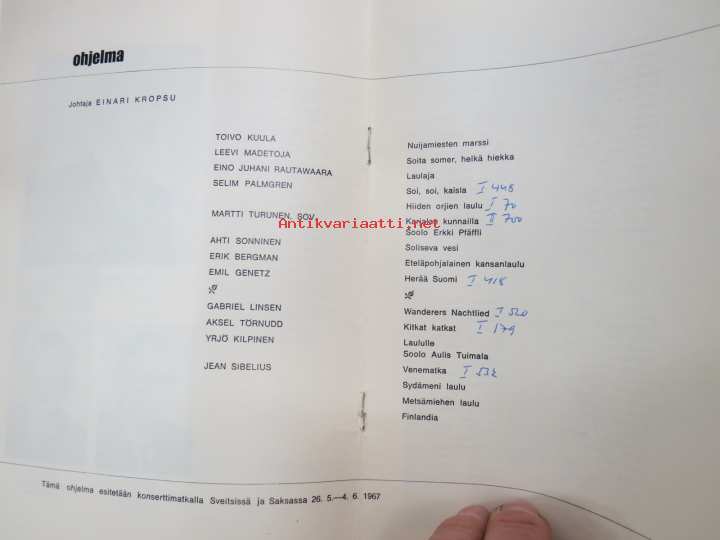 ohjelma
Johtaja EINARI KROPSU
TOIVO KUULA
LEEVI MADETOJA
EINO JUHANI RAUTAWAARA
SELIM PALMGREN
MARTTI TURUNEN, SOV.
AHTI SONNINEN
ERIK BERGMAN
EMIL GENETZ
GABRIEL LINSEN
AKSEL TÖRNUDD
YRJÖ KILPINEN
JEAN SIBELIUS
Nuijamiesten marssi
Soita somer, helkä hiekka
Laulaja
Soi, soi, kaisla I 448
Hiiden orjien laulu I 70
Karjalan kunnailla II 700
Soolo Erkki Pfäffli
Soliseva vesi
Eteläpohjalainen kansanlaulu
Herää Suomi I 418
Wanderers Nachtlied I 520
Kitkat katkat I 179
Laululle
Soolo Aulis Tuimala
Venematka I 532
Sydämeni laulu
Metsämiehen laulu
Finlandia
Tämä ohjelma esitetään konserttimatkalla Sveitsissä ja Saksassa 26. 5.—4. 6. 1967
Antikvariaatti.net